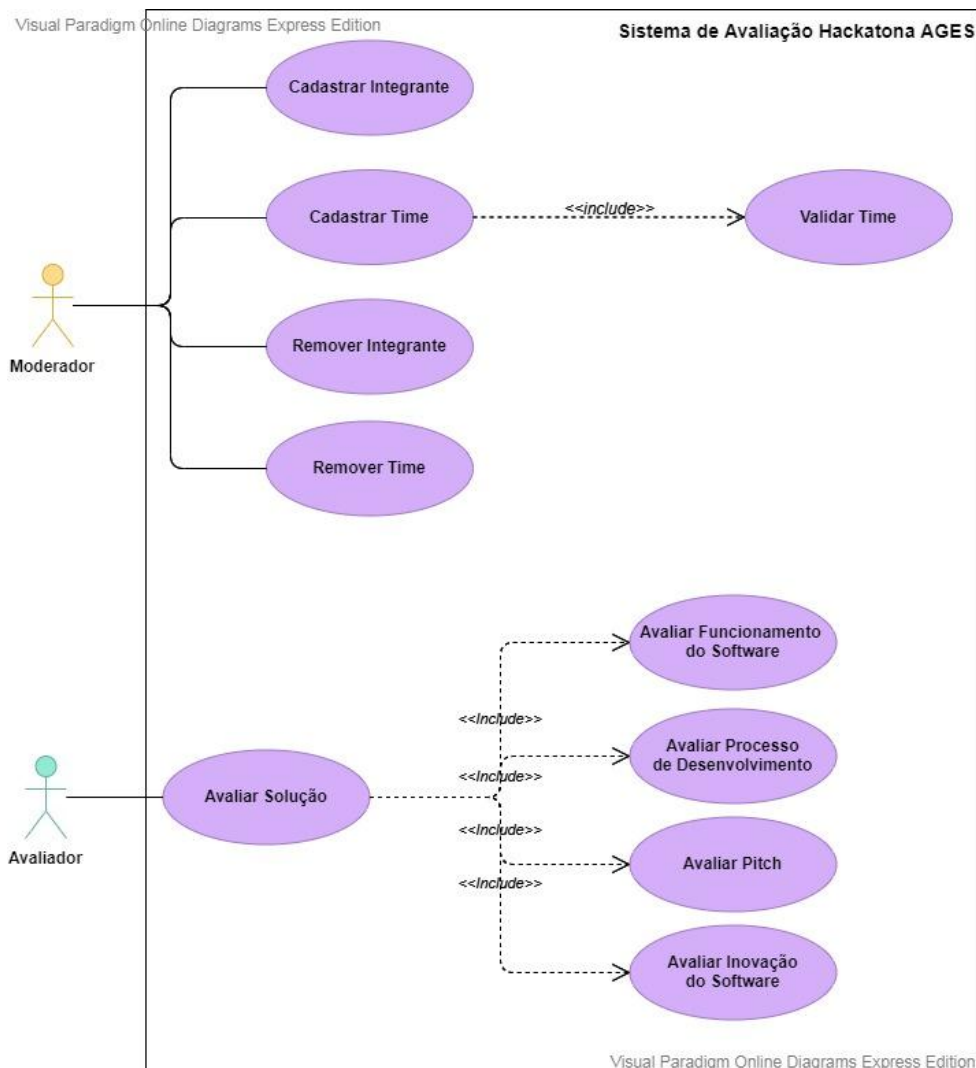 Visual Paradigm Online Diagrams Express Edition
Sistema de Avaliação Hackatona AGES
Cadastrar Integrante
Cadastrar Time
<<include>>
Validar Time
Remover Integrante
Moderador
Remover Time
Avaliar Funcionamento
do Software
<<Include>>
Avaliar Processo
de Desenvolvimento
<<Include>>
Avaliar Solução
<<Include>>
Avaliador
Avaliar Pitch
<<Include>>
Avaliar Inovação
do Software
Visual Paradigm Online Diagrams Express Edition